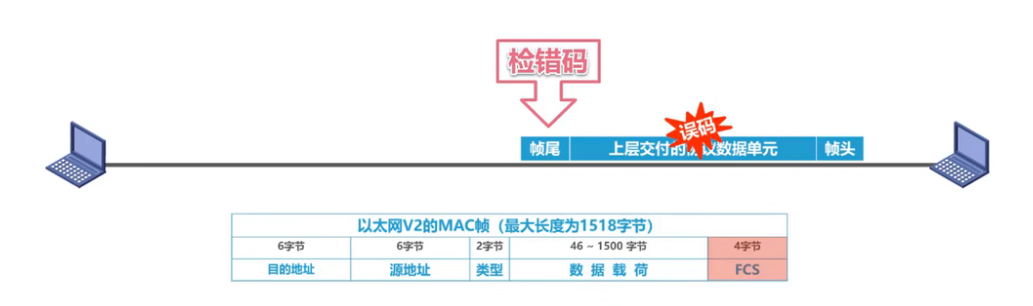 检错码
误码
帧尾 上层交付的协议数据单元 帧头
以太网V2的MAC帧（最大长度为1518字节）
6字节 6字节 2字节 46 ~ 1500 字节 4字节
目的地址 源地址 类型 数 据 载 荷 FCS